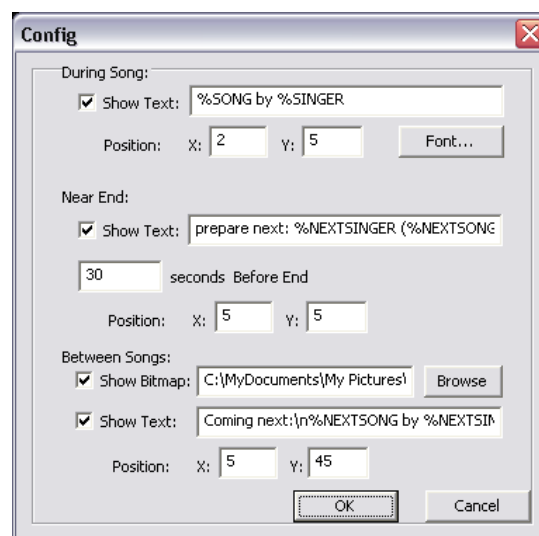 Config
During Song:
Show Text: %SONG by %SINGER
Position: X: 2 Y: 5 Font...
Near End:
Show Text: prepare next: %NEXTSINGER (%NEXTSONG
30 seconds Before End
Position: X: 5 Y: 5
Between Songs:
Show Bitmap: C:\MyDocuments\My Pictures\ Browse
Show Text: Coming next:\n%NEXTSONG by %NEXTSIN
Position: X: 5 Y: 45
OK Cancel